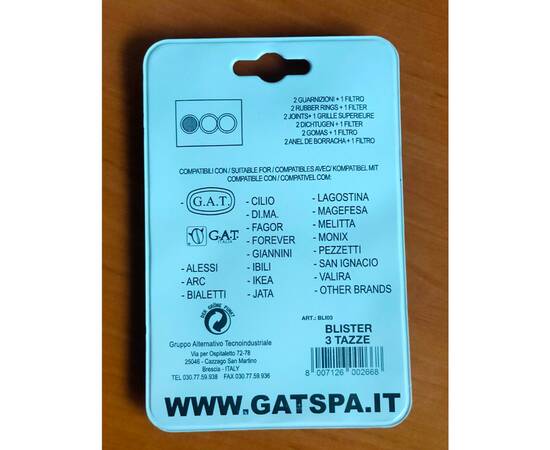 2 GUARNIZIONI + 1 FILTRO
2 RUBBER RINGS + 1 FILTER
2 JOINTS+ 1 GRILLE SUPERIEURE
2 DICHTUGEN + 1 FILTER
2 GOMAS + 1 FILTRO
2 ANEL DE BORRACHA + 1 FILTRO
COMPATIBILI CON / SUITABLE FOR / COMPATIBLES AVEC/ KOMPATIBEL MIT
COMPATIBLE CON / COMPATIVEL COM:
- G.A.T.
- G.A.T. ITALIA
- ALESSI
- ARC
- BIALETTI
- CILIO
- DI.MA.
- FAGOR
- FOREVER
- GIANNINI
- IBILI
- IKEA
- JATA
- LAGOSTINA
- MAGEFESA
- MELITTA
- MONIX
- PEZZETTI
- SAN IGNACIO
- VALIRA
- OTHER BRANDS
DER GRÜNE PUNKT
Gruppo Alternativo Tecnoindustriale
Via per Ospitaletto 72-78
25046 - Cazzago San Martino
Brescia - ITALY
TEL 030.77.59.938 FAX 030.77.59.936
ART.: BLI03
BLISTER
3 TAZZE
8 007126 002668
WWW.GATSPA.IT